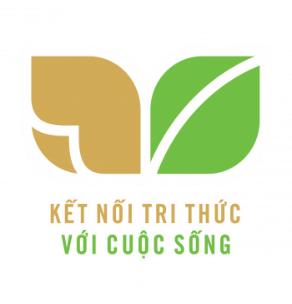 KẾT NỐI TRI THỨC
VỚI CUỘC SỐNG